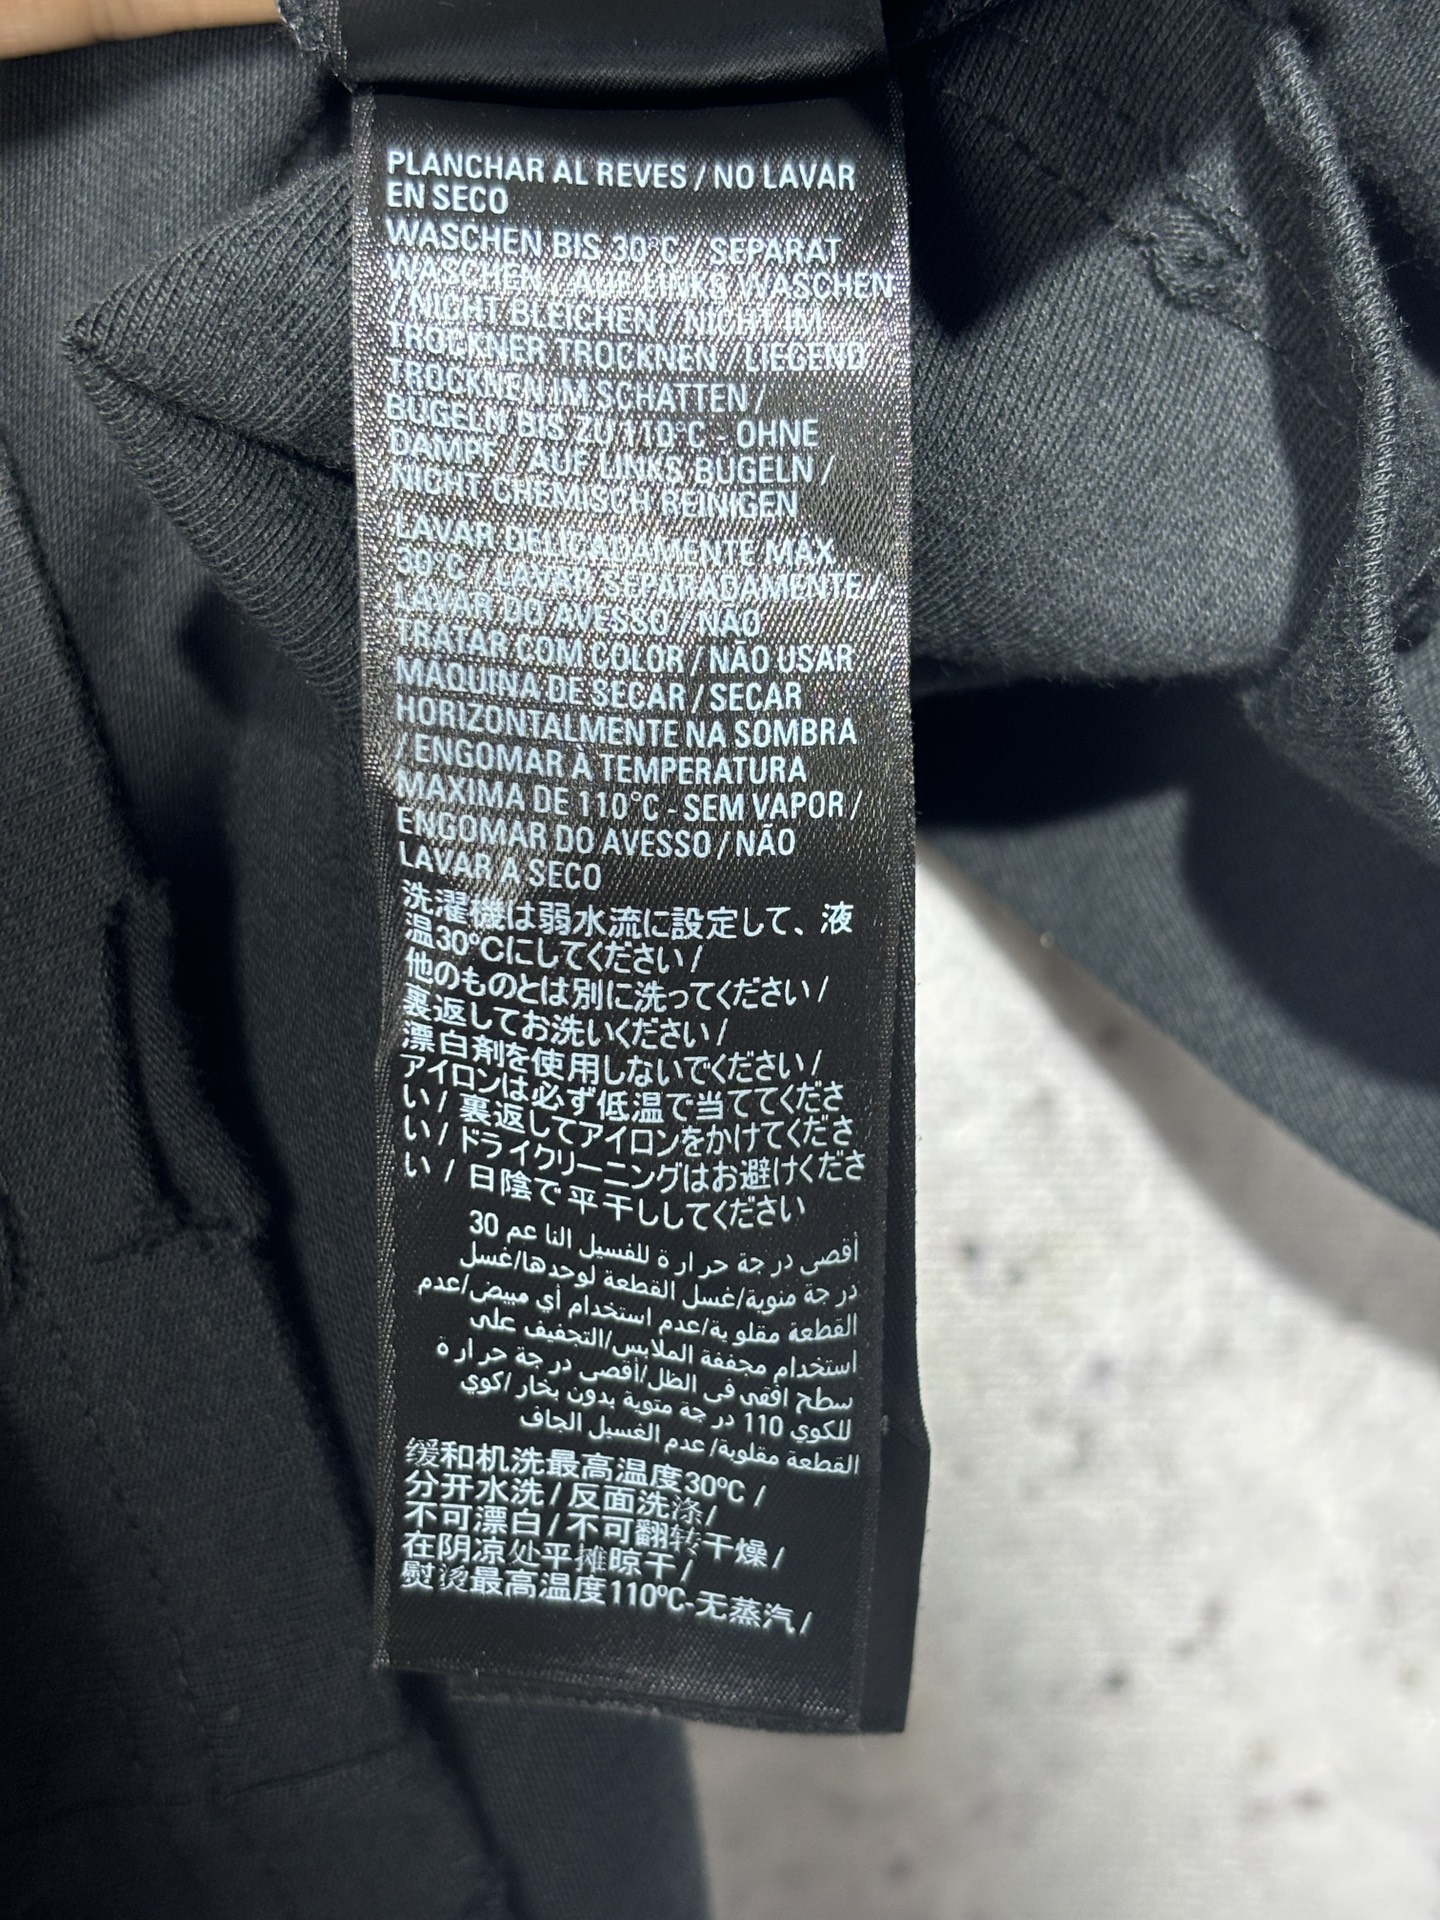 PLANCHAR AL REVES / NO LAVAR
EN SECO
WASCHEN BIS 30°C / SEPARAT
WASCHEN / AUF LINKS WASCHEN
/ NICHT BLEICHEN / NICHT IM
TROCKNER TROCKNEN / LIEGEND
TROCKNEN IM SCHATTEN /
BÜGELN BIS ZU 110°C - OHNE
DAMPF / AUF LINKS BÜGELN /
NICHT CHEMISCH REINIGEN
LAVAR DELICADAMENTE MÁX
30°C / LAVAR SEPARADAMENTE /
LAVAR DO AVESSO / NÃO
TRATAR COM COLOR / NÃO USAR
MÁQUINA DE SECAR / SECAR
HORIZONTALMENTE NA SOMBRA
/ ENGOMAR À TEMPERATURA
MÁXIMA DE 110°C - SEM VAPOR /
ENGOMAR DO AVESSO / NÃO
LAVAR A SECO
洗濯機は弱水流に設定して、液
温30°Cにしてください/
他のものとは別に洗ってください/
裏返してお洗いください/
漂白剤を使用しないでください/
アイロンは必ず低温で当ててくださ
い/裏返してアイロンをかけてくださ
い/ドライクリーニングはお避けくださ
い/日陰で平干ししてください
أقصى درجة حرارة للغسيل الناعم 30
درجة مئوية/غسل القطعة لوحدها/غسل
القطعة مقلوبة/عدم استخدام أي مبيض/عدم
استخدام مجففة الملابس/التجفيف على
سطح افقى فى الظل/أقصى درجة حرارة
للكوي 110 درجة مئوية بدون بخار/كوي
القطعة مقلوبة/عدم الغسيل الجاف
缓和机洗最高温度30°C/
分开水洗/反面洗涤/
不可漂白/不可翻转干燥/
在阴凉处平摊晾干/
熨烫最高温度110°C-无蒸汽/